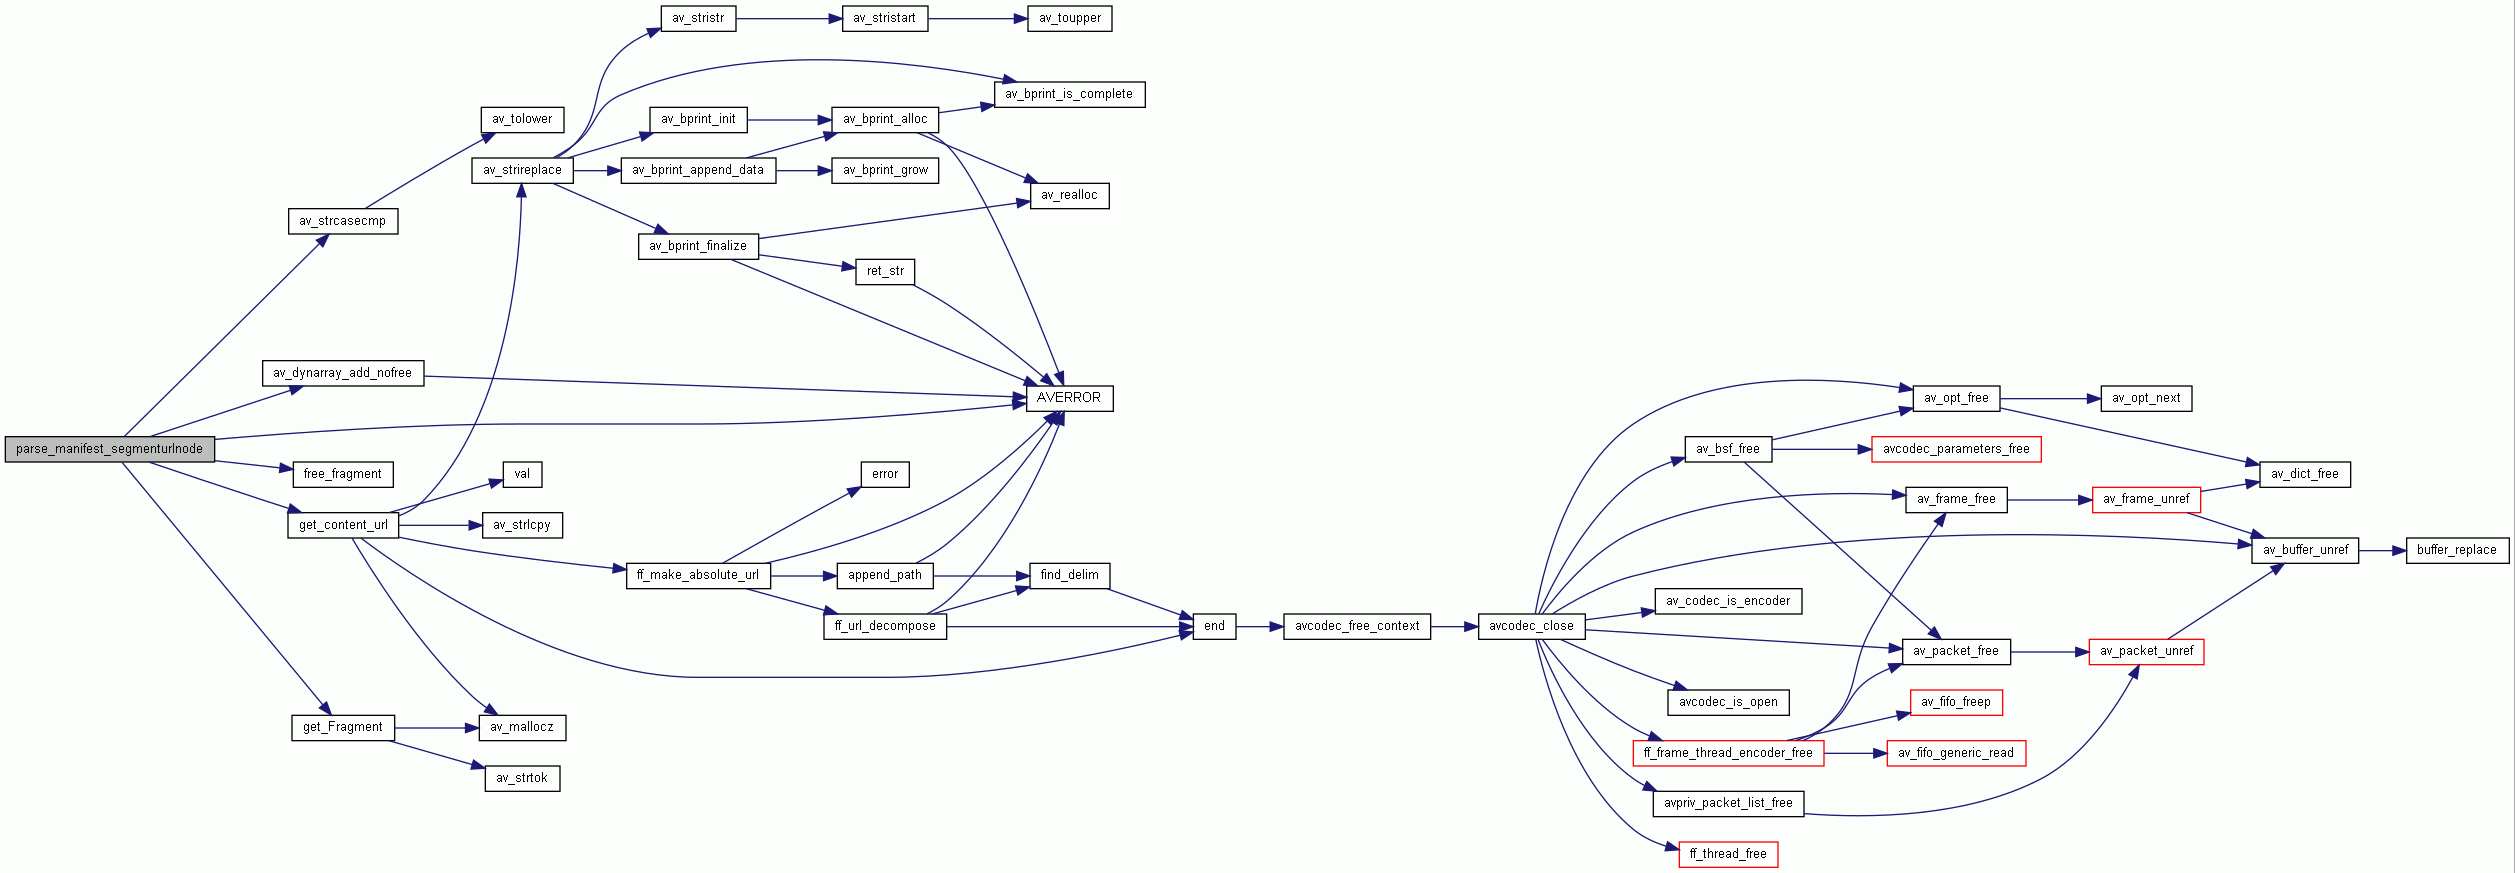 parse_manifest_segmenturlnode
av_strcasecmp
av_tolower
av_dynarray_add_nofree
AVERROR
free_fragment
get_content_url
val
av_strlcpy
av_strireplace
av_stristr
av_stristart
av_toupper
av_bprint_is_complete
av_bprint_init
av_bprint_alloc
av_bprint_append_data
av_bprint_grow
av_realloc
av_bprint_finalize
ret_str
ff_make_absolute_url
error
append_path
find_delim
ff_url_decompose
end
get_Fragment
av_mallocz
av_strtok
avcodec_free_context
avcodec_close
av_opt_free
av_opt_next
av_bsf_free
avcodec_parameters_free
av_dict_free
av_frame_free
av_frame_unref
av_buffer_unref
buffer_replace
av_codec_is_encoder
av_packet_free
av_packet_unref
avcodec_is_open
av_fifo_freep
ff_frame_thread_encoder_free
av_fifo_generic_read
avpriv_packet_list_free
ff_thread_free